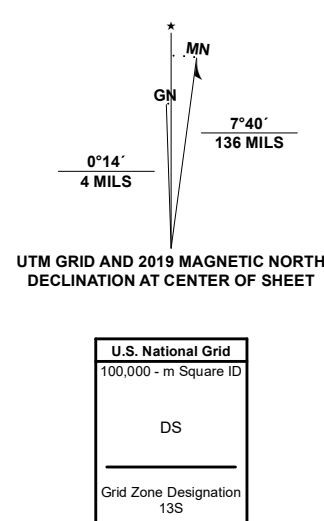 ★
MN
GN
7°40´
136 MILS
0°14´
4 MILS
UTM GRID AND 2019 MAGNETIC NORTH
DECLINATION AT CENTER OF SHEET
U.S. National Grid
100,000 - m Square ID
DS
Grid Zone Designation
13S